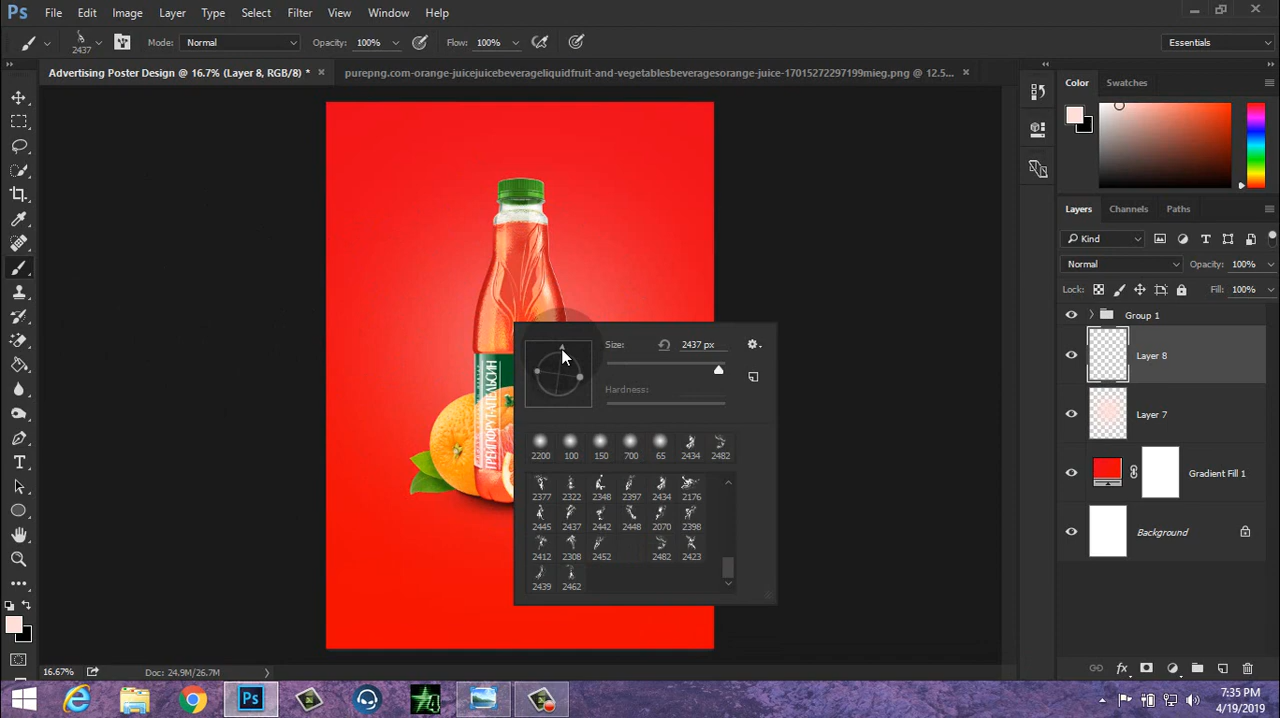 Ps File Edit Image Layer Type Select Filter View Window Help
2437 Mode: Normal Opacity: 100% Flow: 100% Essentials
Advertising Poster Design @ 16.7% (Layer 8, RGB/8) * × purepng.com-orange-juicejuicebeverageliquidfruit-and-vegetablesbeveragesorange-juice-17015272297199mieg.png @ 12.5... ×
Color Swatches
Layers Channels Paths
Kind
Normal Opacity: 100%
Lock: Fill: 100%
Group 1
Layer 8
Layer 7
Gradient Fill 1
Background
ГРЕЙПФРУТ-АПЕЛЬСИН
Size: 2437 px
Hardness:
2200 100 150 700 65 2434 2482
2377 2322 2348 2397 2434 2176
2445 2437 2442 2448 2070 2398
2412 2308 2452 2482 2423
2439 2462
16.67% Doc: 24.9M/26.7M
Ps
7:35 PM
4/19/2019